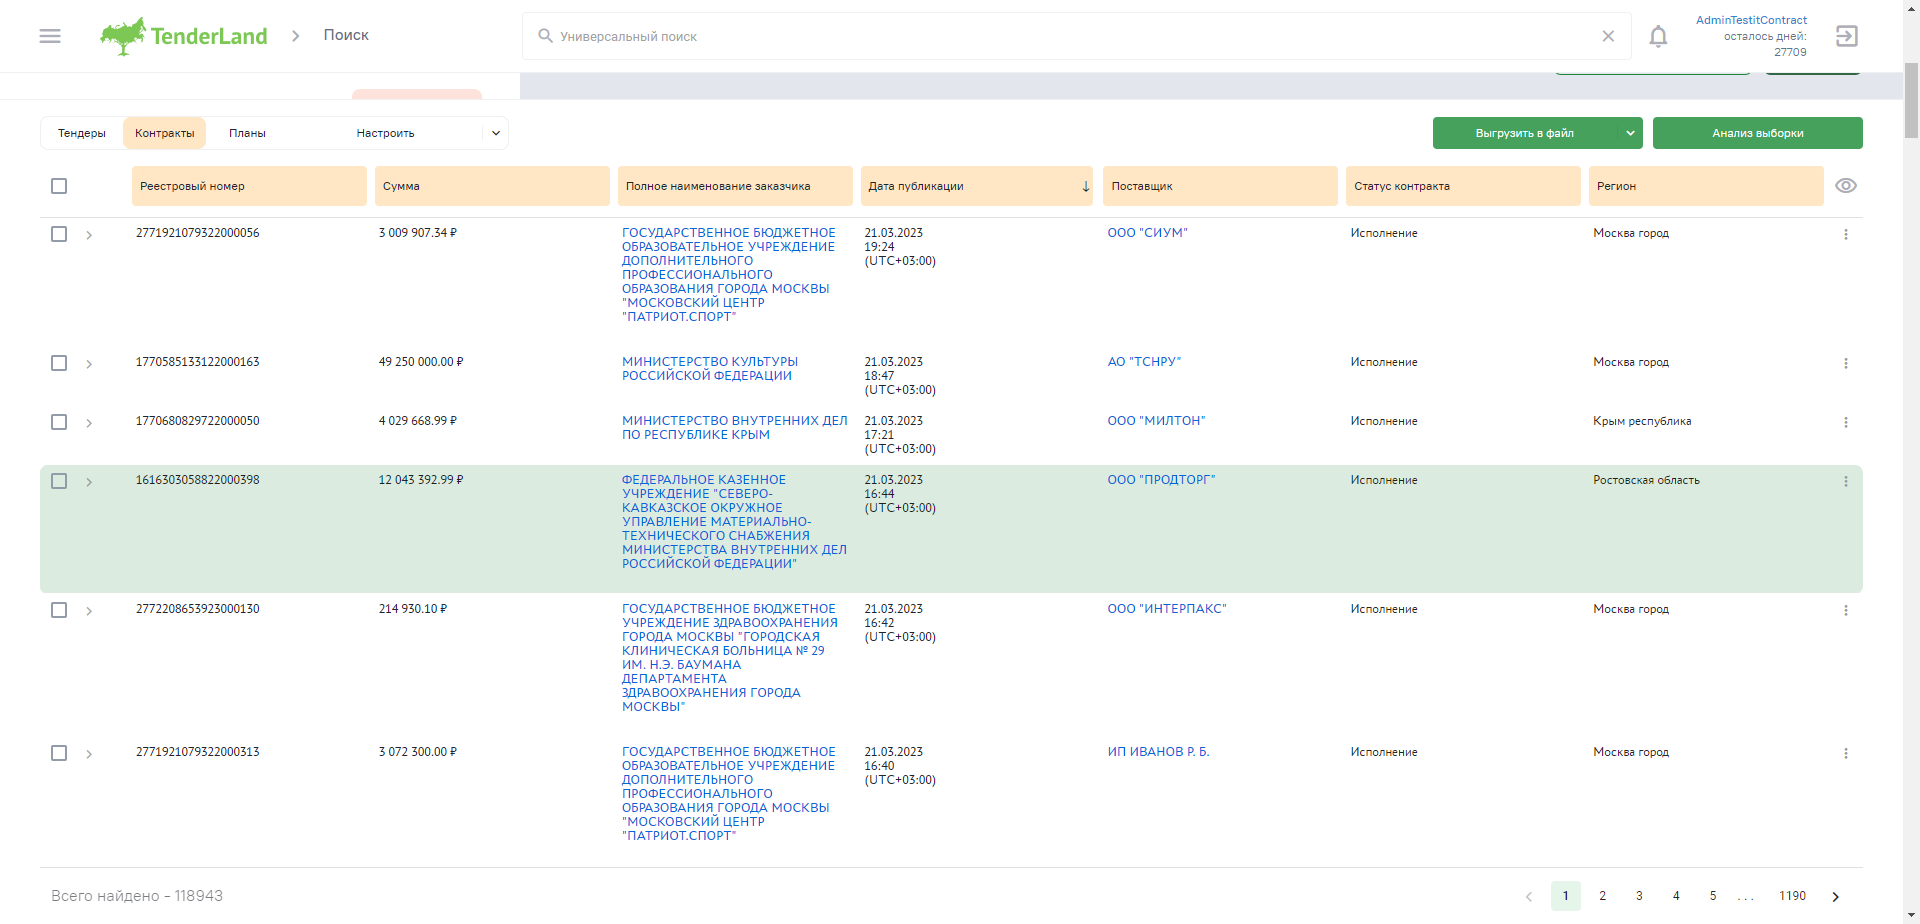 TenderLand
Поиск
Универсальный поиск
AdminTestitContract
осталось дней:
27709
Тендеры
Контракты
Планы
Настроить
Выгрузить в файл
Анализ выборки
Реестровый номер
Сумма
Полное наименование заказчика
Дата публикации
Поставщик
Статус контракта
Регион
2771921079322000056
3 009 907.34 ₽
ГОСУДАРСТВЕННОЕ БЮДЖЕТНОЕ
ОБРАЗОВАТЕЛЬНОЕ УЧРЕЖДЕНИЕ
ДОПОЛНИТЕЛЬНОГО
ПРОФЕССИОНАЛЬНОГО
ОБРАЗОВАНИЯ ГОРОДА МОСКВЫ
"МОСКОВСКИЙ ЦЕНТР
"ПАТРИОТ.СПОРТ"
21.03.2023
19:24
(UTC+03:00)
ООО "СИУМ"
Исполнение
Москва город
1770585133122000163
49 250 000.00 ₽
МИНИСТЕРСТВО КУЛЬТУРЫ
РОССИЙСКОЙ ФЕДЕРАЦИИ
21.03.2023
18:47
(UTC+03:00)
АО "ТСНРУ"
Исполнение
Москва город
1770680829722000050
4 029 668.99 ₽
МИНИСТЕРСТВО ВНУТРЕННИХ ДЕЛ
ПО РЕСПУБЛИКЕ КРЫМ
21.03.2023
17:21
(UTC+03:00)
ООО "МИЛТОН"
Исполнение
Крым республика
1616303058822000398
12 043 392.99 ₽
ФЕДЕРАЛЬНОЕ КАЗЕННОЕ
УЧРЕЖДЕНИЕ "СЕВЕРО-
КАВКАЗСКОЕ ОКРУЖНОЕ
УПРАВЛЕНИЕ МАТЕРИАЛЬНО-
ТЕХНИЧЕСКОГО СНАБЖЕНИЯ
МИНИСТЕРСТВА ВНУТРЕННИХ ДЕЛ
РОССИЙСКОЙ ФЕДЕРАЦИИ"
21.03.2023
16:44
(UTC+03:00)
ООО "ПРОДТОРГ"
Исполнение
Ростовская область
2772208653923000130
214 930.10 ₽
ГОСУДАРСТВЕННОЕ БЮДЖЕТНОЕ
УЧРЕЖДЕНИЕ ЗДРАВООХРАНЕНИЯ
ГОРОДА МОСКВЫ "ГОРОДСКАЯ
КЛИНИЧЕСКАЯ БОЛЬНИЦА № 29
ИМ. Н.Э. БАУМАНА
ДЕПАРТАМЕНТА
ЗДРАВООХРАНЕНИЯ ГОРОДА
МОСКВЫ"
21.03.2023
16:42
(UTC+03:00)
ООО "ИНТЕРПАКС"
Исполнение
Москва город
2771921079322000313
3 072 300.00 ₽
ГОСУДАРСТВЕННОЕ БЮДЖЕТНОЕ
ОБРАЗОВАТЕЛЬНОЕ УЧРЕЖДЕНИЕ
ДОПОЛНИТЕЛЬНОГО
ПРОФЕССИОНАЛЬНОГО
ОБРАЗОВАНИЯ ГОРОДА МОСКВЫ
"МОСКОВСКИЙ ЦЕНТР
"ПАТРИОТ.СПОРТ"
21.03.2023
16:40
(UTC+03:00)
ИП ИВАНОВ Р. Б.
Исполнение
Москва город
Всего найдено - 118943
1 2 3 4 5 ... 1190